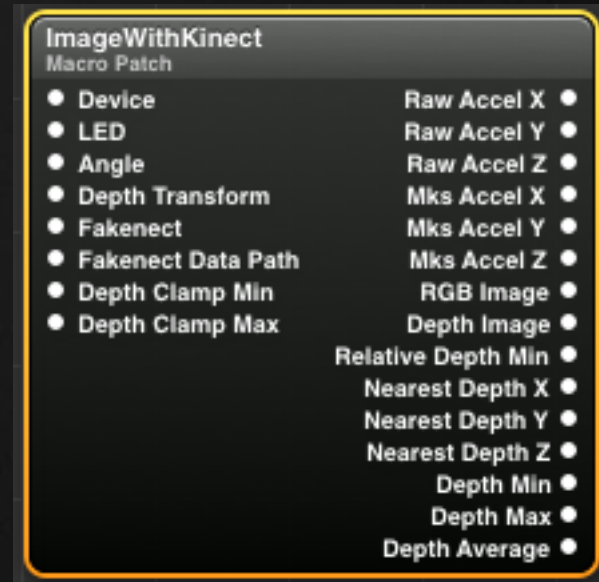 ImageWithKinect
Macro Patch
Device Raw Accel X
LED Raw Accel Y
Angle Raw Accel Z
Depth Transform Mks Accel X
Fakenect Mks Accel Y
Fakenect Data Path Mks Accel Z
Depth Clamp Min RGB Image
Depth Clamp Max Depth Image
Relative Depth Min
Nearest Depth X
Nearest Depth Y
Nearest Depth Z
Depth Min
Depth Max
Depth Average